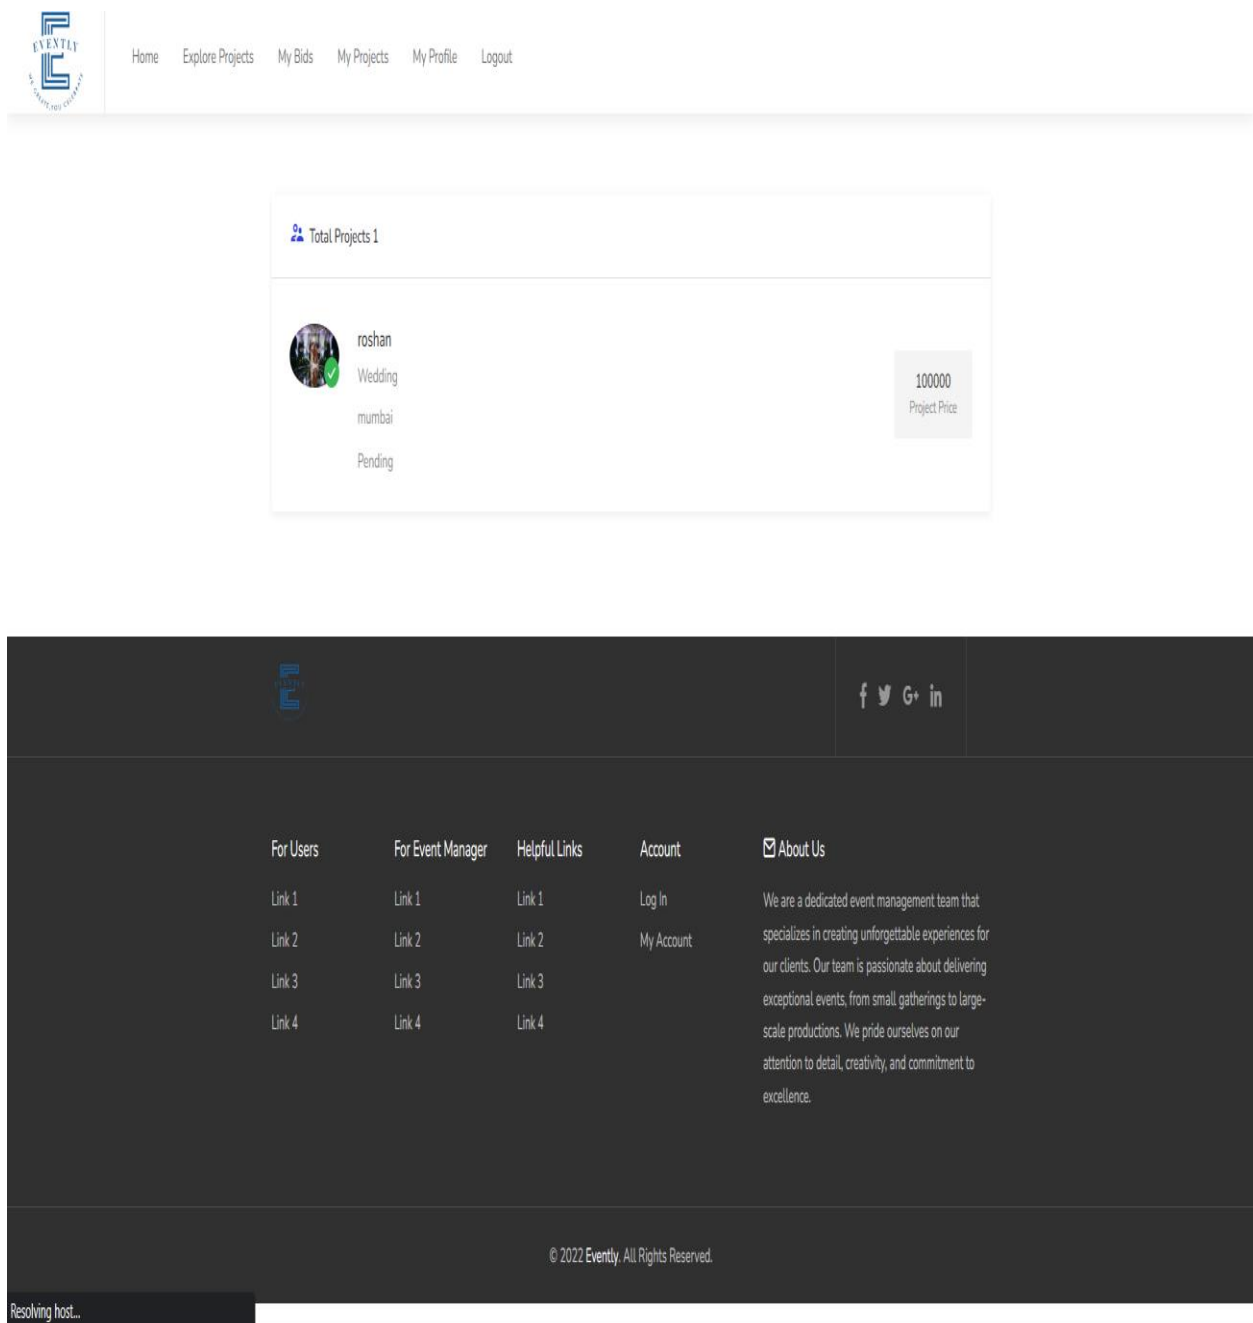 EVENTLY
Home Explore Projects My Bids My Projects My Profile Logout
Total Projects 1
roshan
Wedding
mumbai
Pending
100000
Project Price
f G+ in
For Users
Link 1
Link 2
Link 3
Link 4
For Event Manager
Link 1
Link 2
Link 3
Link 4
Helpful Links
Link 1
Link 2
Link 3
Link 4
Account
Log In
My Account
About Us
We are a dedicated event management team that
specializes in creating unforgettable experiences for
our clients. Our team is passionate about delivering
exceptional events, from small gatherings to large-
scale productions. We pride ourselves on our
attention to detail, creativity, and commitment to
excellence.
© 2022 Evently. All Rights Reserved.
Resolving host...